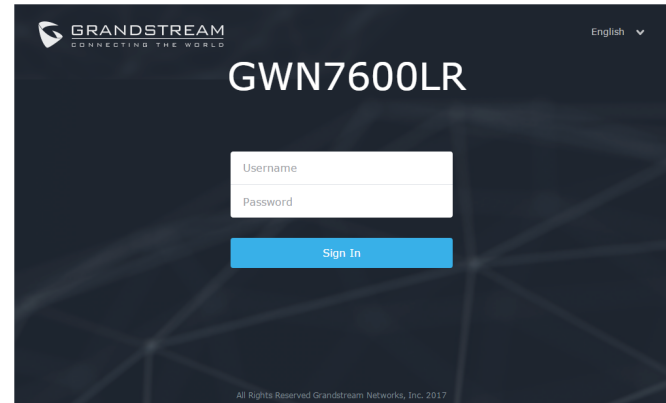 GRANDSTREAM
CONNECTING THE WORLD
English
GWN7600LR
Username
Password
Sign In
All Rights Reserved Grandstream Networks, Inc. 2017